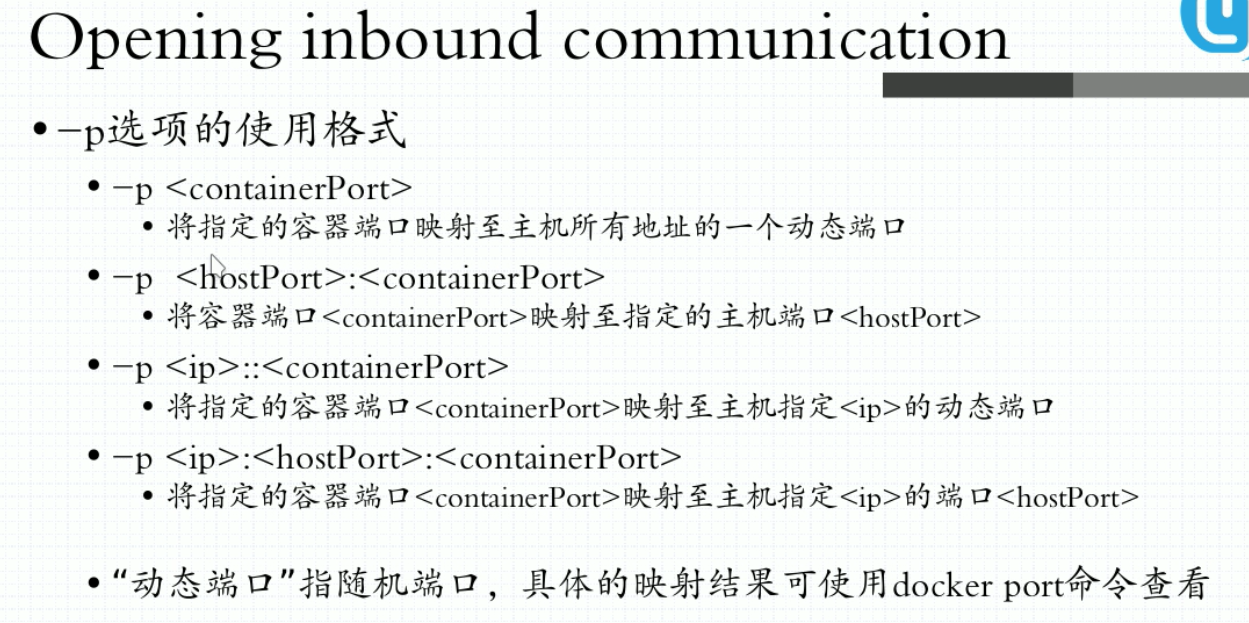 Opening inbound communication
• –p选项的使用格式
• –p <containerPort>
• 将指定的容器端口映射至主机所有地址的一个动态端口
• –p <hostPort>:<containerPort>
• 将容器端口<containerPort>映射至指定的主机端口<hostPort>
• –p <ip>::<containerPort>
• 将指定的容器端口<containerPort>映射至主机指定<ip>的动态端口
• –p <ip>:<hostPort>:<containerPort>
• 将指定的容器端口<containerPort>映射至主机指定<ip>的端口<hostPort>
• “动态端口”指随机端口，具体的映射结果可使用docker port命令查看